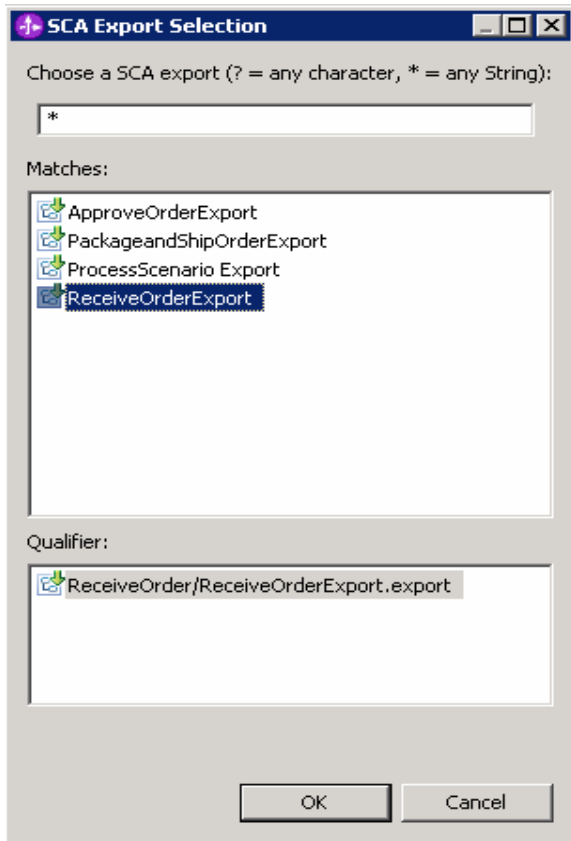 SCA Export Selection
Choose a SCA export (? = any character, * = any String):
*
Matches:
ApproveOrderExport
PackageandShipOrderExport
ProcessScenario Export
ReceiveOrderExport
Qualifier:
ReceiveOrder/ReceiveOrderExport.export
OK Cancel